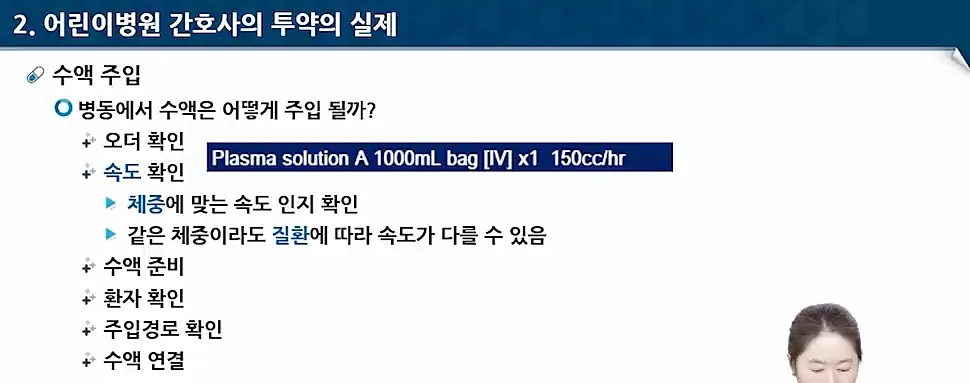 2. 어린이병원 간호사의 투약의 실제
수액 주입
병동에서 수액은 어떻게 주입 될까?
오더 확인
Plasma solution A 1000mL bag [IV] x1 150cc/hr
속도 확인
체중에 맞는 속도 인지 확인
같은 체중이라도 질환에 따라 속도가 다를 수 있음
수액 준비
환자 확인
주입경로 확인
수액 연결